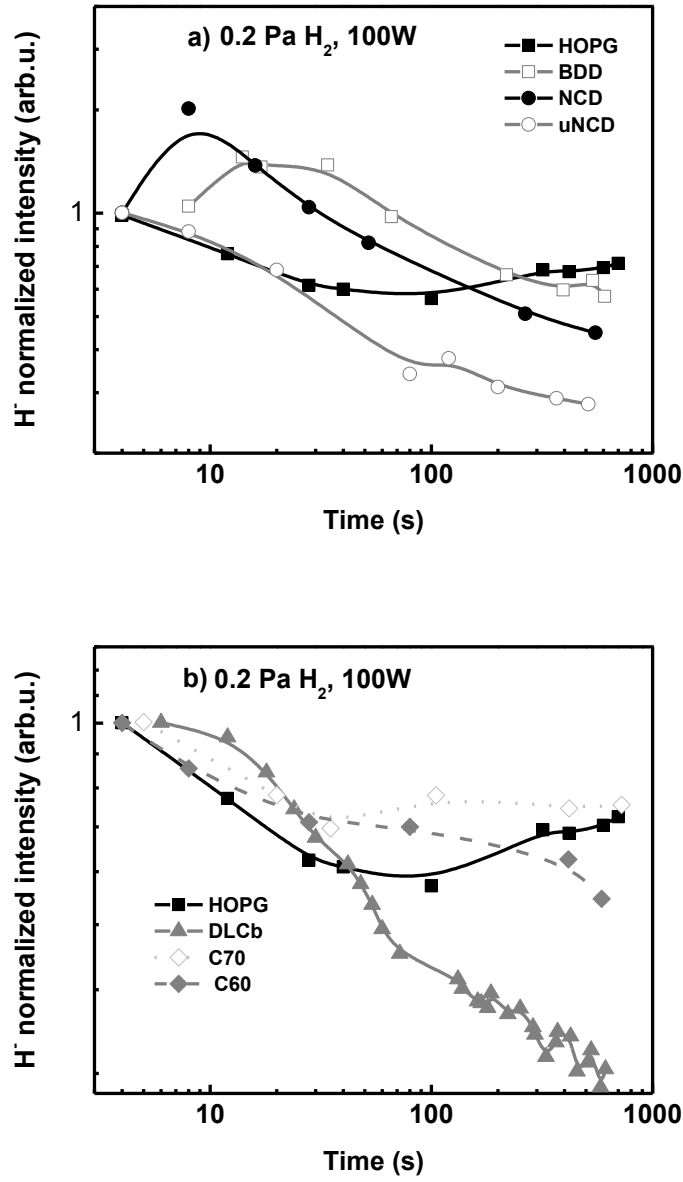 a) 0.2 Pa H2, 100W
HOPG
BDD
NCD
uNCD
1
H- normalized intensity (arb.u.)
10 100 1000
Time (s)
b) 0.2 Pa H2, 100W
1
H- normalized intensity (arb.u.)
HOPG
DLCb
C70
C60
10 100 1000
Time (s)